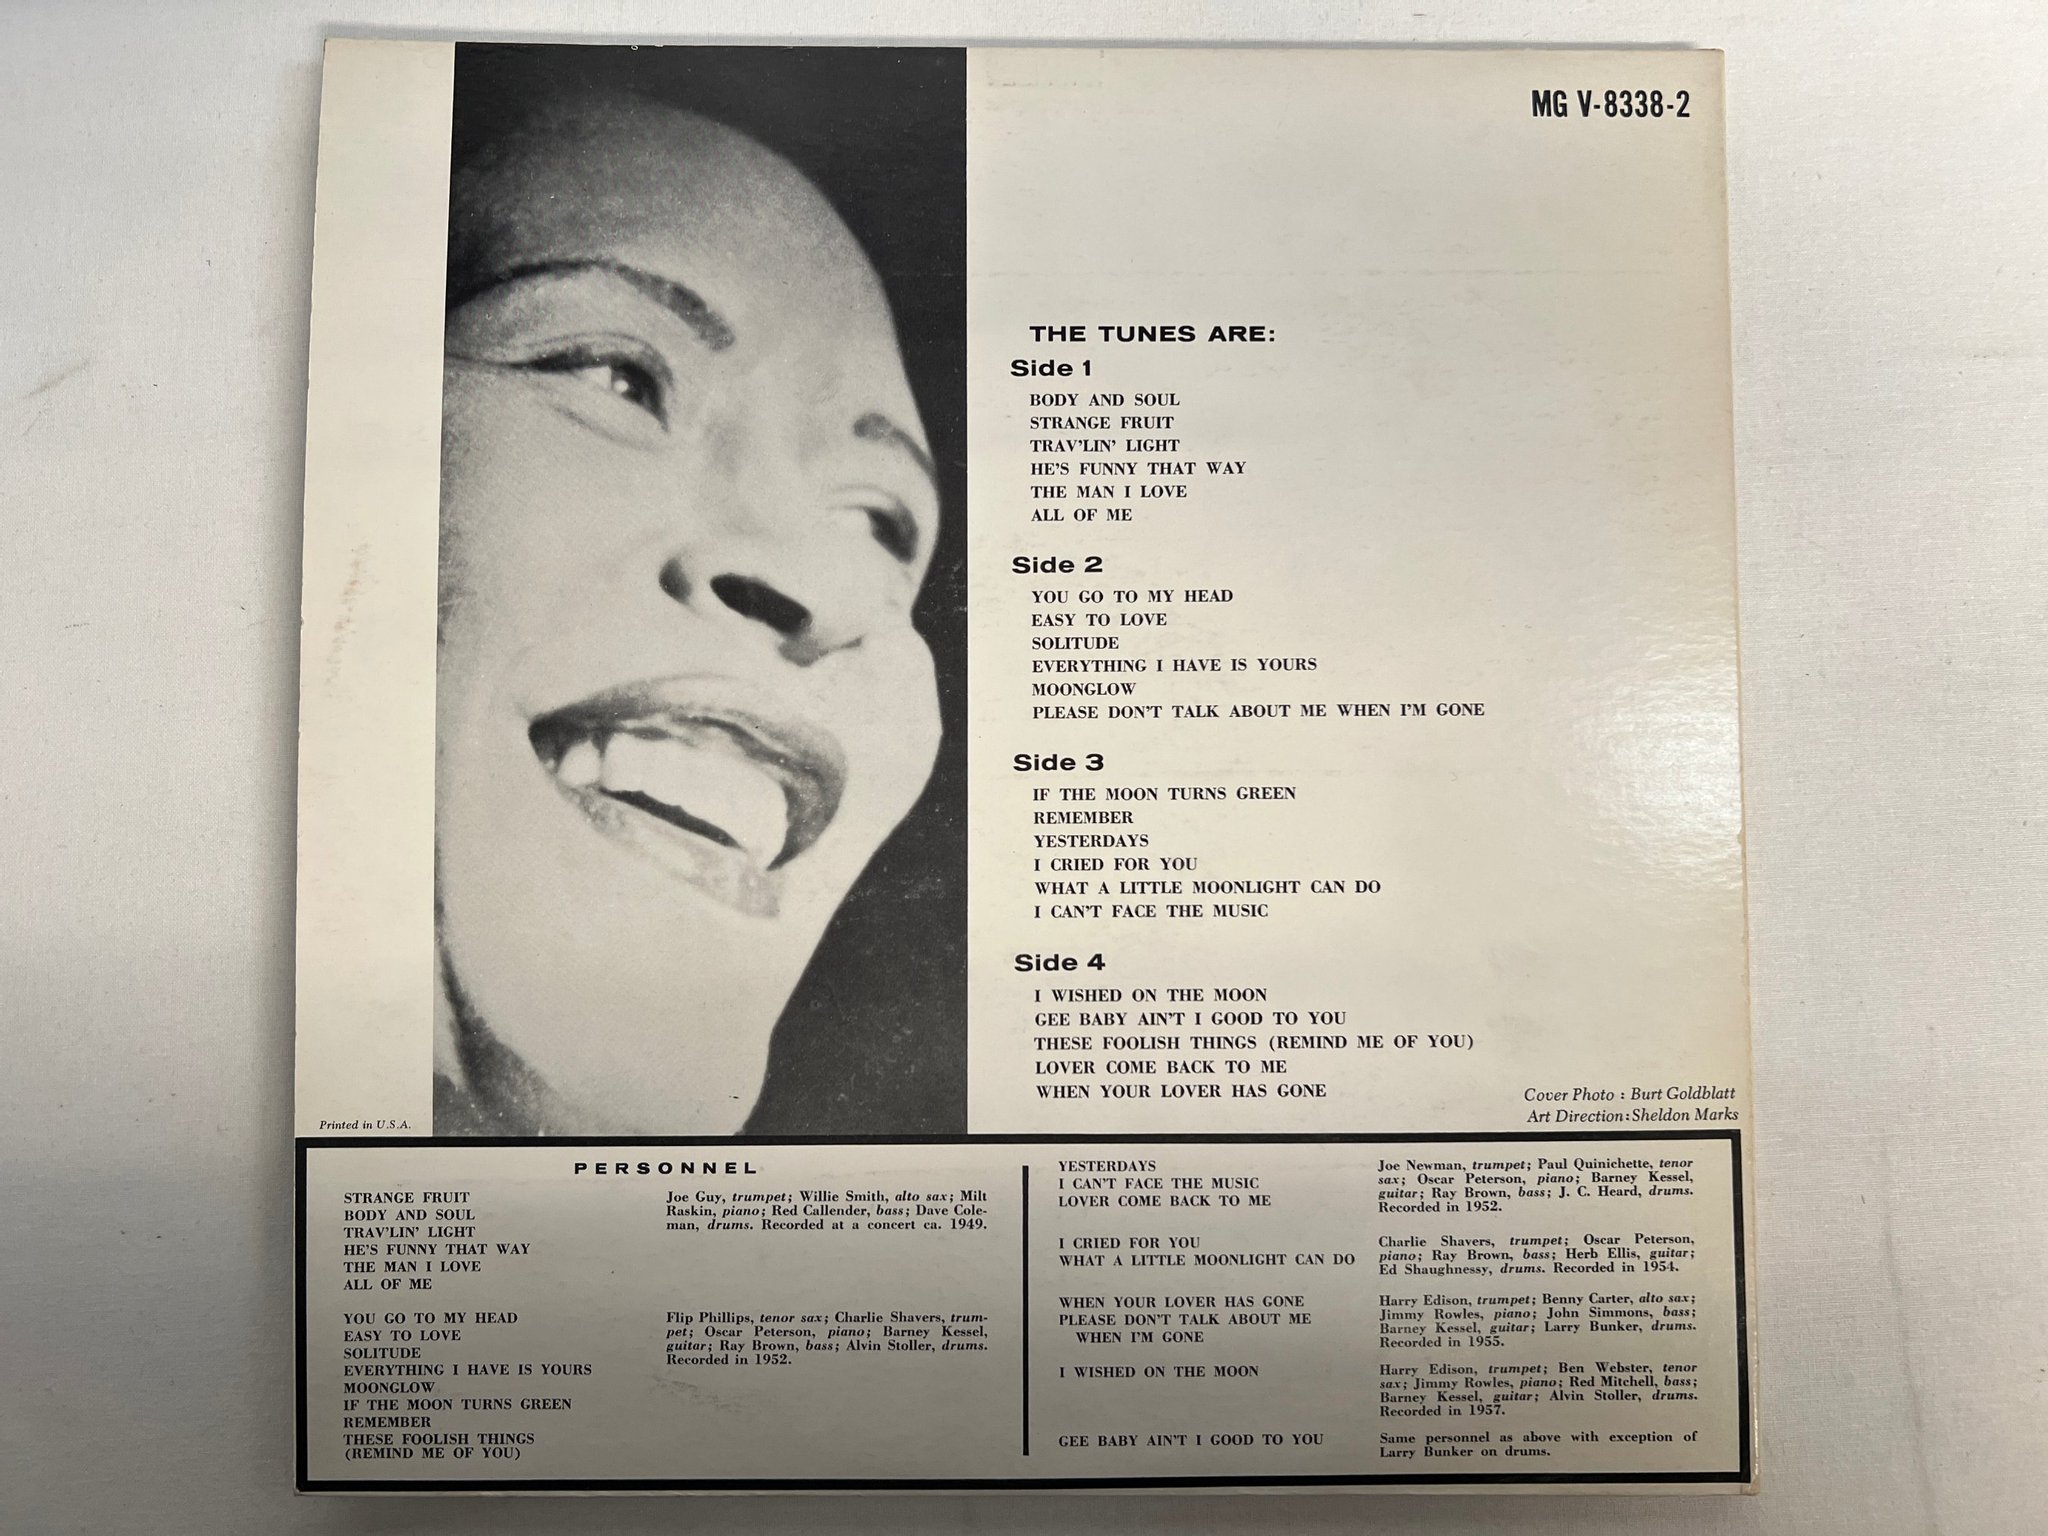 MG V-8338-2
THE TUNES ARE:
Side 1
BODY AND SOUL
STRANGE FRUIT
TRAV'LIN' LIGHT
HE'S FUNNY THAT WAY
THE MAN I LOVE
ALL OF ME
Side 2
YOU GO TO MY HEAD
EASY TO LOVE
SOLITUDE
EVERYTHING I HAVE IS YOURS
MOONGLOW
PLEASE DON'T TALK ABOUT ME WHEN I'M GONE
Side 3
IF THE MOON TURNS GREEN
REMEMBER
YESTERDAYS
I CRIED FOR YOU
WHAT A LITTLE MOONLIGHT CAN DO
I CAN'T FACE THE MUSIC
Side 4
I WISHED ON THE MOON
GEE BABY AIN'T I GOOD TO YOU
THESE FOOLISH THINGS (REMIND ME OF YOU)
LOVER COME BACK TO ME
WHEN YOUR LOVER HAS GONE
Cover Photo : Burt Goldblatt
Art Direction: Sheldon Marks
Printed in U.S.A.
PERSONNEL
STRANGE FRUIT
BODY AND SOUL
TRAV'LIN' LIGHT
HE'S FUNNY THAT WAY
THE MAN I LOVE
ALL OF ME
Joe Guy, trumpet; Willie Smith, alto sax; Milt
Raskin, piano; Red Callender, bass; Dave Cole-
man, drums. Recorded at a concert ca. 1949.
YOU GO TO MY HEAD
EASY TO LOVE
SOLITUDE
EVERYTHING I HAVE IS YOURS
MOONGLOW
IF THE MOON TURNS GREEN
REMEMBER
THESE FOOLISH THINGS
(REMIND ME OF YOU)
Flip Phillips, tenor sax; Charlie Shavers, trum-
pet; Oscar Peterson, piano; Barney Kessel,
guitar; Ray Brown, bass; Alvin Stoller, drums.
Recorded in 1952.
YESTERDAYS
I CAN'T FACE THE MUSIC
LOVER COME BACK TO ME
Joe Newman, trumpet; Paul Quinichette, tenor
sax; Oscar Peterson, piano; Barney Kessel,
guitar; Ray Brown, bass; J. C. Heard, drums.
Recorded in 1952.
I CRIED FOR YOU
WHAT A LITTLE MOONLIGHT CAN DO
Charlie Shavers, trumpet; Oscar Peterson,
piano; Ray Brown, bass; Herb Ellis, guitar;
Ed Shaughnessy, drums. Recorded in 1954.
WHEN YOUR LOVER HAS GONE
PLEASE DON'T TALK ABOUT ME
WHEN I'M GONE
Harry Edison, trumpet; Benny Carter, alto sax;
Jimmy Rowles, piano; John Simmons, bass;
Barney Kessel, guitar; Larry Bunker, drums.
Recorded in 1955.
I WISHED ON THE MOON
Harry Edison, trumpet; Ben Webster, tenor
sax; Jimmy Rowles, piano; Red Mitchell, bass;
Barney Kessel, guitar; Alvin Stoller, drums.
Recorded in 1957.
GEE BABY AIN'T I GOOD TO YOU
Same personnel as above with exception of
Larry Bunker on drums.